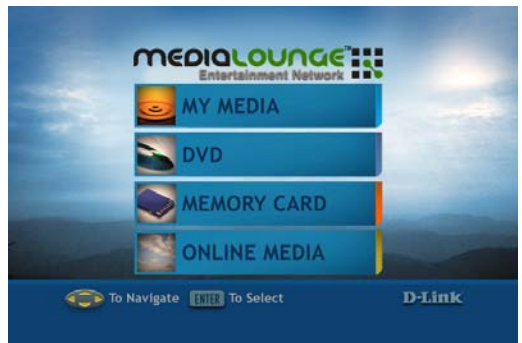 MEDIALOUNGE™
Entertainment Network
MY MEDIA
DVD
MEMORY CARD
ONLINE MEDIA
To Navigate ENTER To Select D-Link